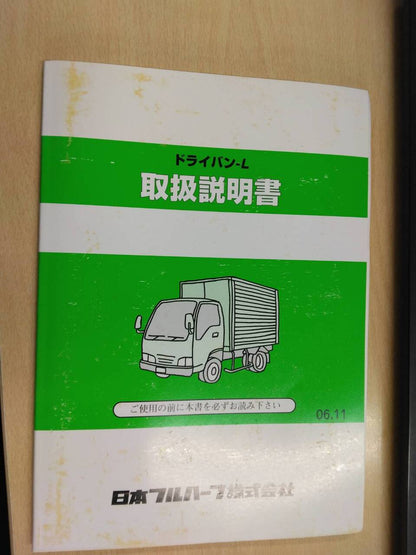 ドライバン-L
取扱説明書
ご使用の前に本書を必ずお読み下さい
06.11
日本フルハーフ株式会社